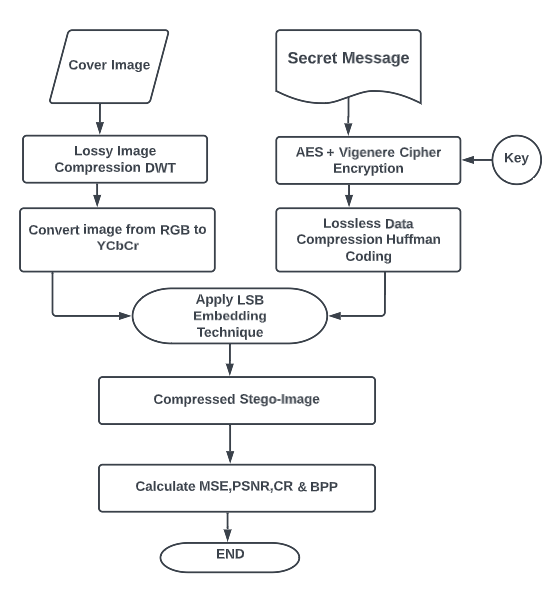 Cover Image
Secret Message
Lossy Image
Compression DWT
AES + Vigenere Cipher
Encryption
Key
Convert image from RGB to
YCbCr
Lossless Data
Compression Huffman
Coding
Apply LSB
Embedding
Technique
Compressed Stego-Image
Calculate MSE,PSNR,CR & BPP
END